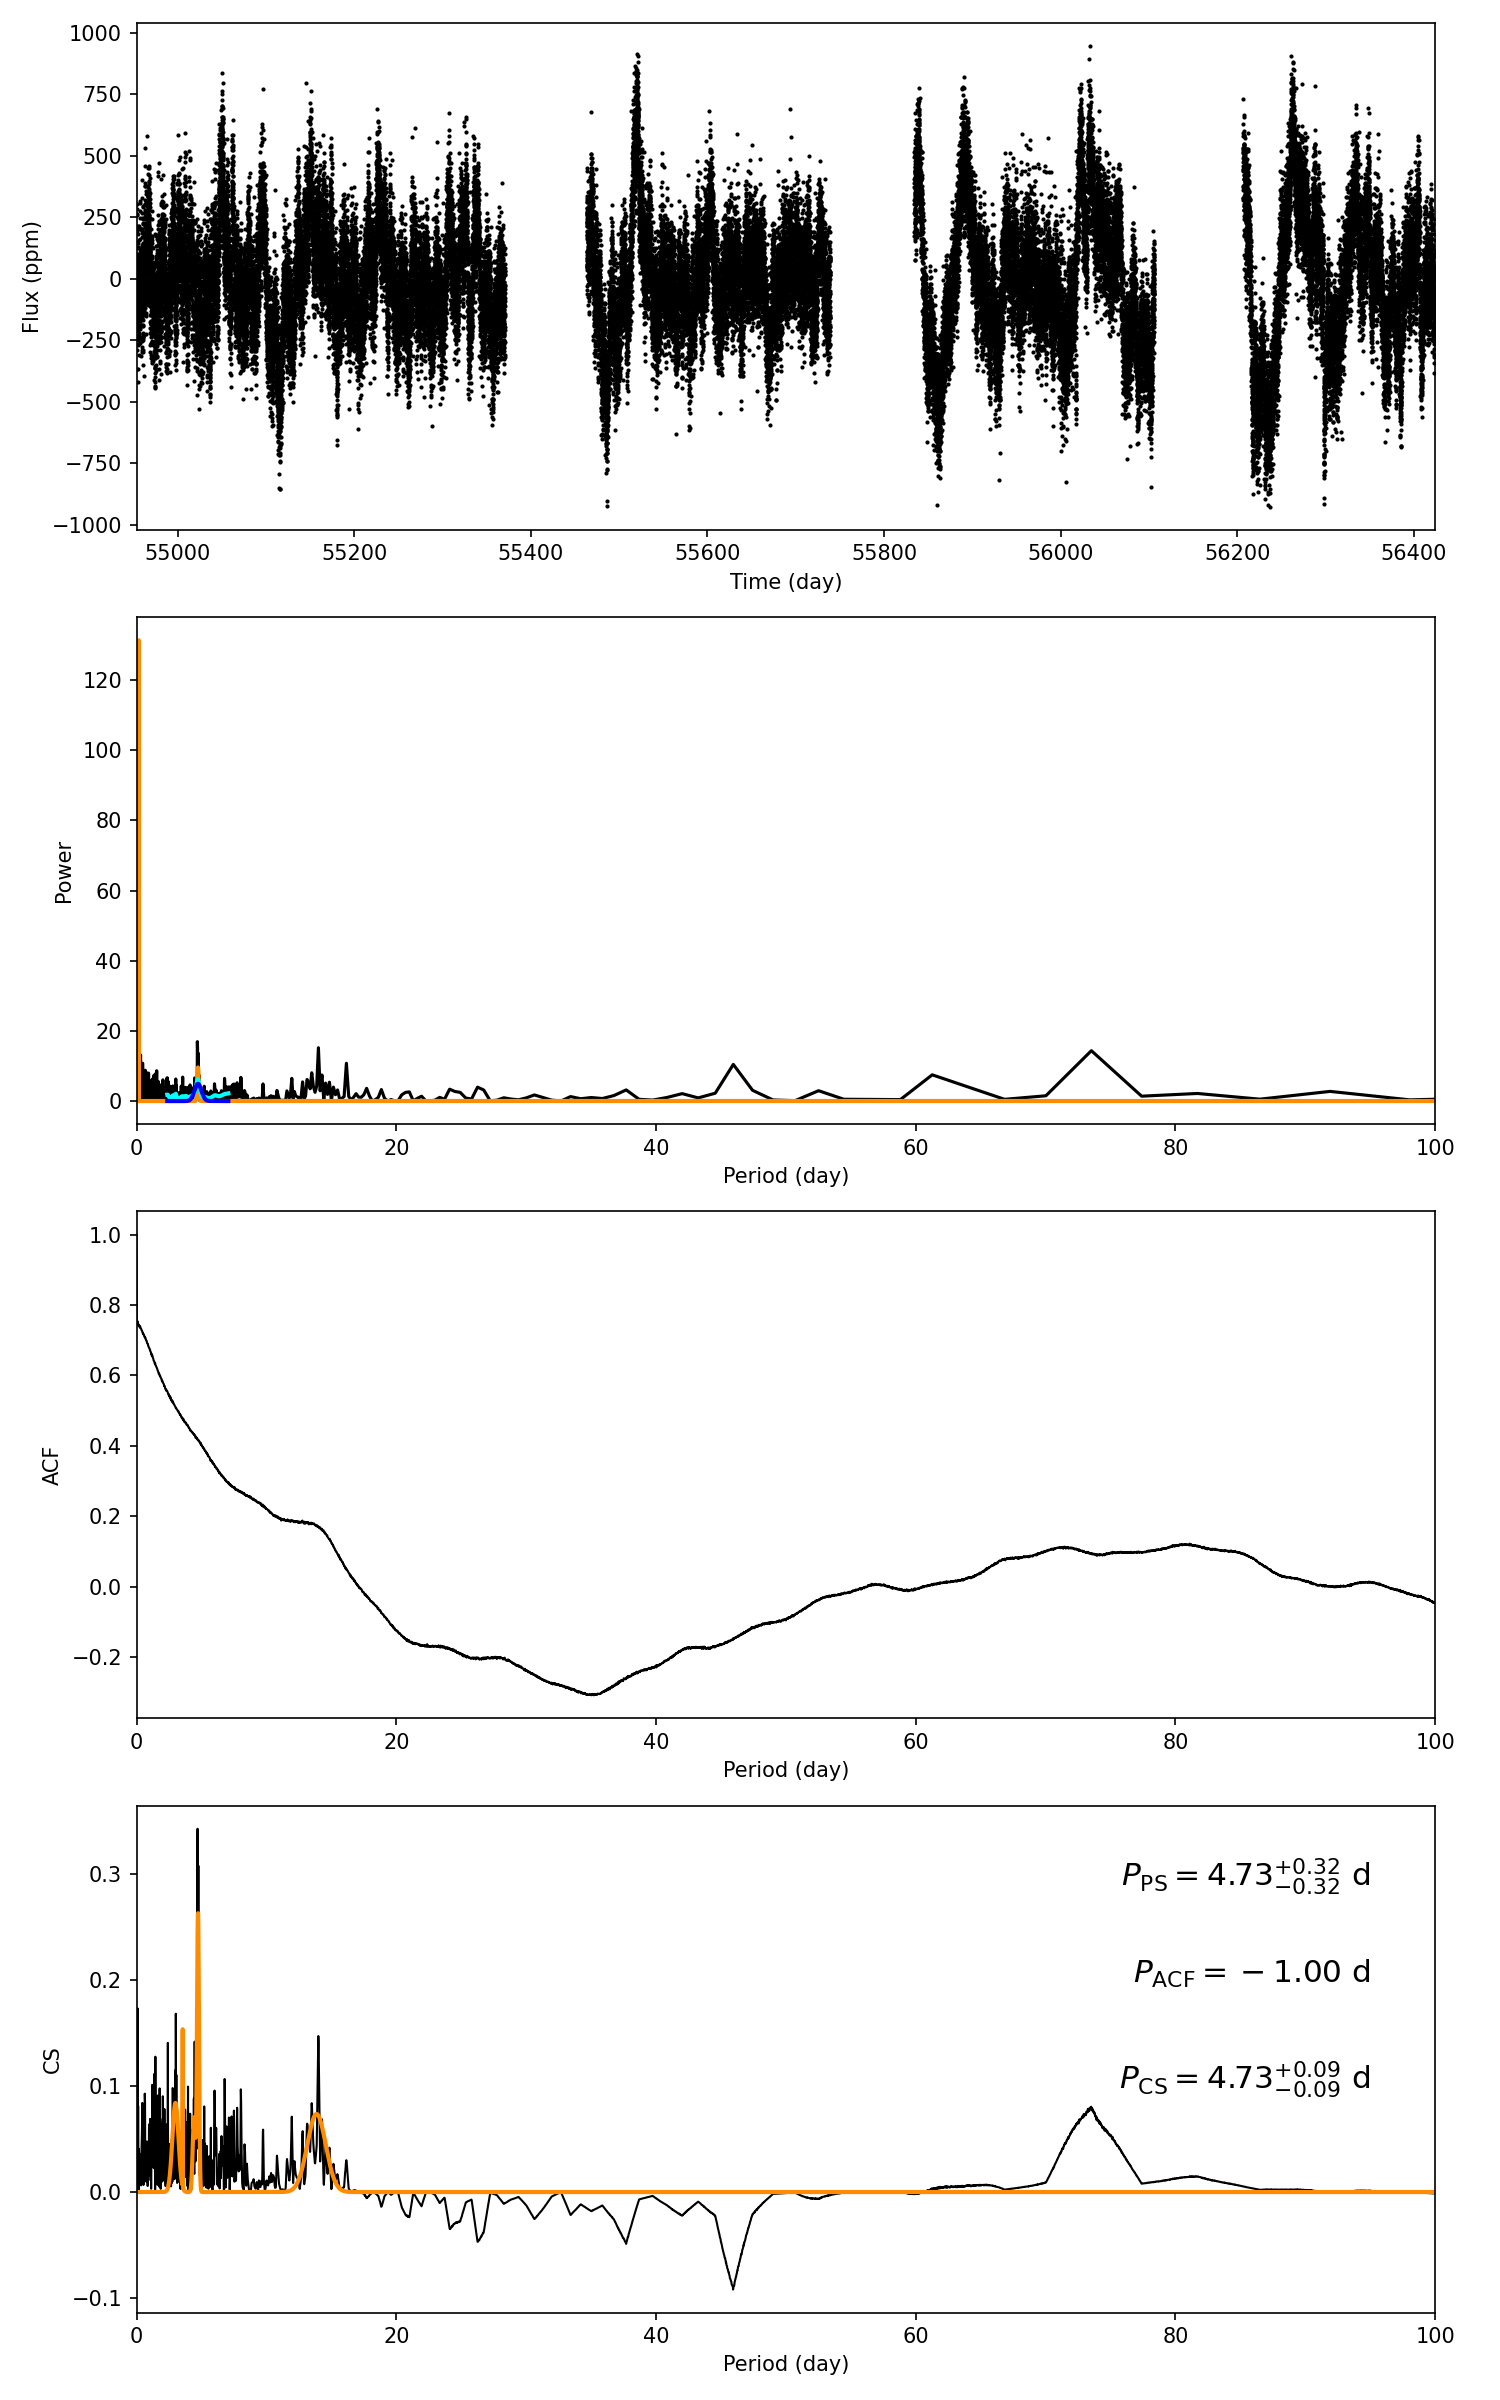 1000
750
500
250
0
−250
−500
−750
−1000
Flux (ppm)
55000 55200 55400 55600 55800 56000 56200 56400
Time (day)
120
100
80
60
40
20
0
Power
0 20 40 60 80 100
Period (day)
1.0
0.8
0.6
0.4
0.2
0.0
−0.2
ACF
0 20 40 60 80 100
Period (day)
0.3
0.2
0.1
0.0
−0.1
CS
P_PS = 4.73^{+0.32}_{−0.32} d
P_ACF = −1.00 d
P_CS = 4.73^{+0.09}_{−0.09} d
0 20 40 60 80 100
Period (day)